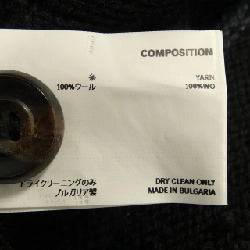 COMPOSITION
※ YARN
100%ウール 100%WO
ドライクリーニングのみ DRY CLEAN ONLY
ブルガリア製 MADE IN BULGARIA